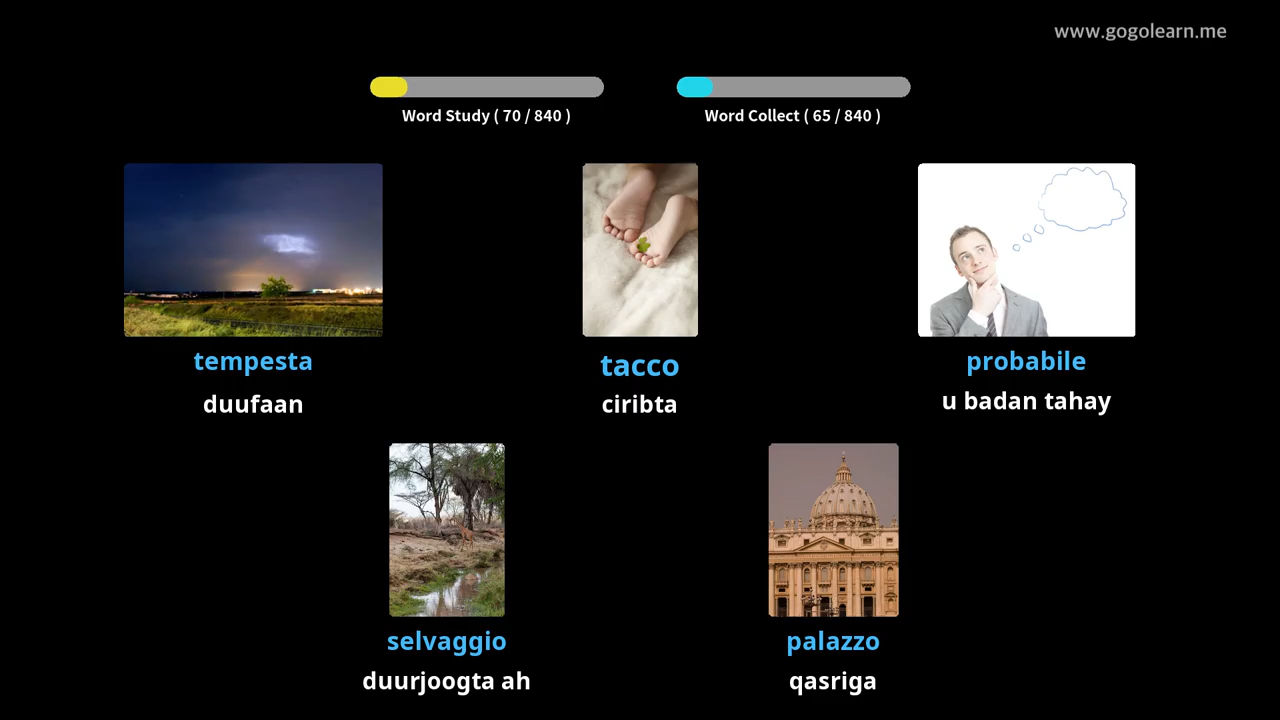 www.gogolearn.me
Word Study ( 70 / 840 )
Word Collect ( 65 / 840 )
tempesta
duufaan
tacco
ciribta
probabile
u badan tahay
selvaggio
duurjoogta ah
palazzo
qasriga